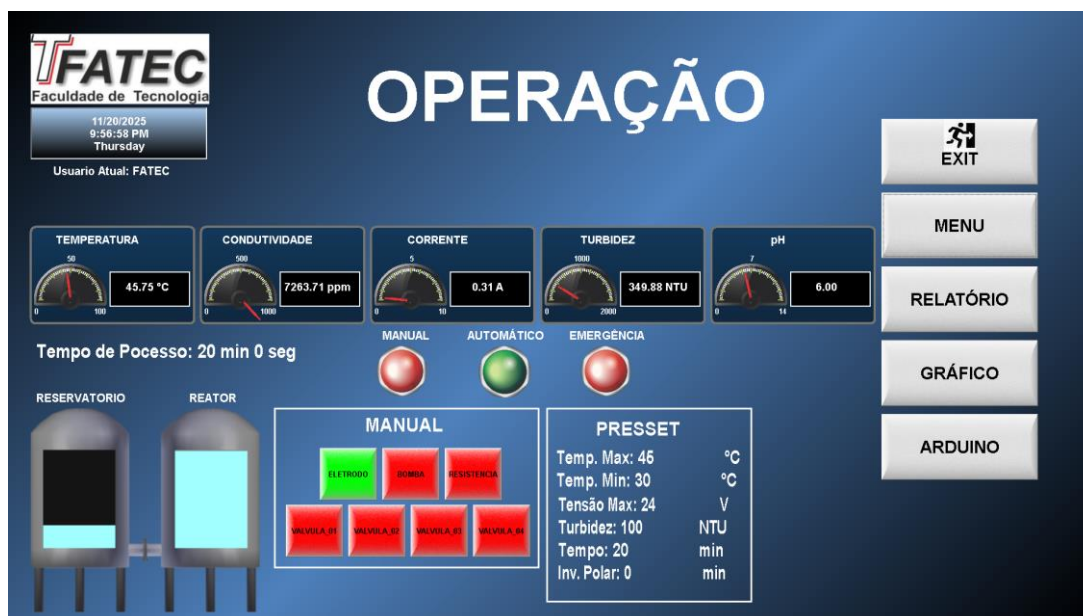 TFATEC
Faculdade de Tecnologia
11/20/2025
9:56:58 PM
Thursday
Usuario Atual: FATEC
OPERAÇÃO
EXIT
MENU
RELATÓRIO
GRÁFICO
ARDUINO
TEMPERATURA
50
45.75 °C
0 100
CONDUTIVIDADE
500
7263.71 ppm
0 1000
CORRENTE
5
0.31 A
0 10
TURBIDEZ
1000
349.88 NTU
0 2000
pH
7
6.00
0 14
Tempo de Pocesso: 20 min 0 seg
MANUAL AUTOMÁTICO EMERGÊNCIA
RESERVATORIO REATOR
MANUAL
ELETRODO BOMBA RESISTENCIA
VALVULA_01 VALVULA_02 VALVULA_03 VALVULA_04
PRESSET
Temp. Max: 45 °C
Temp. Min: 30 °C
Tensão Max: 24 V
Turbidez: 100 NTU
Tempo: 20 min
Inv. Polar: 0 min